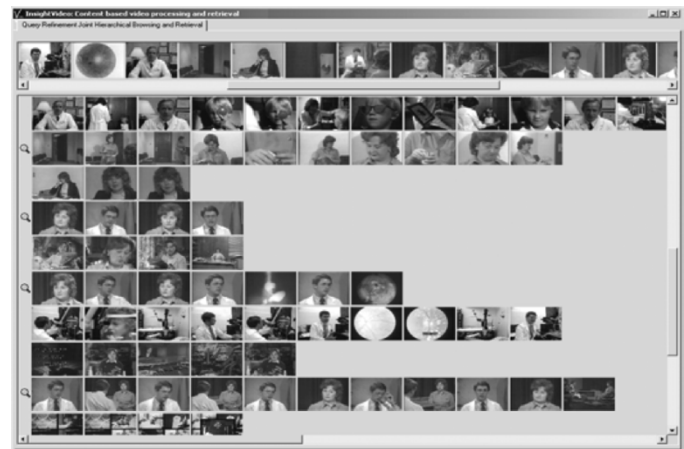 InsightVideo: Content based video processing and retrieval
Query Refinement Joint Hierarchical Browsing and Retrieval